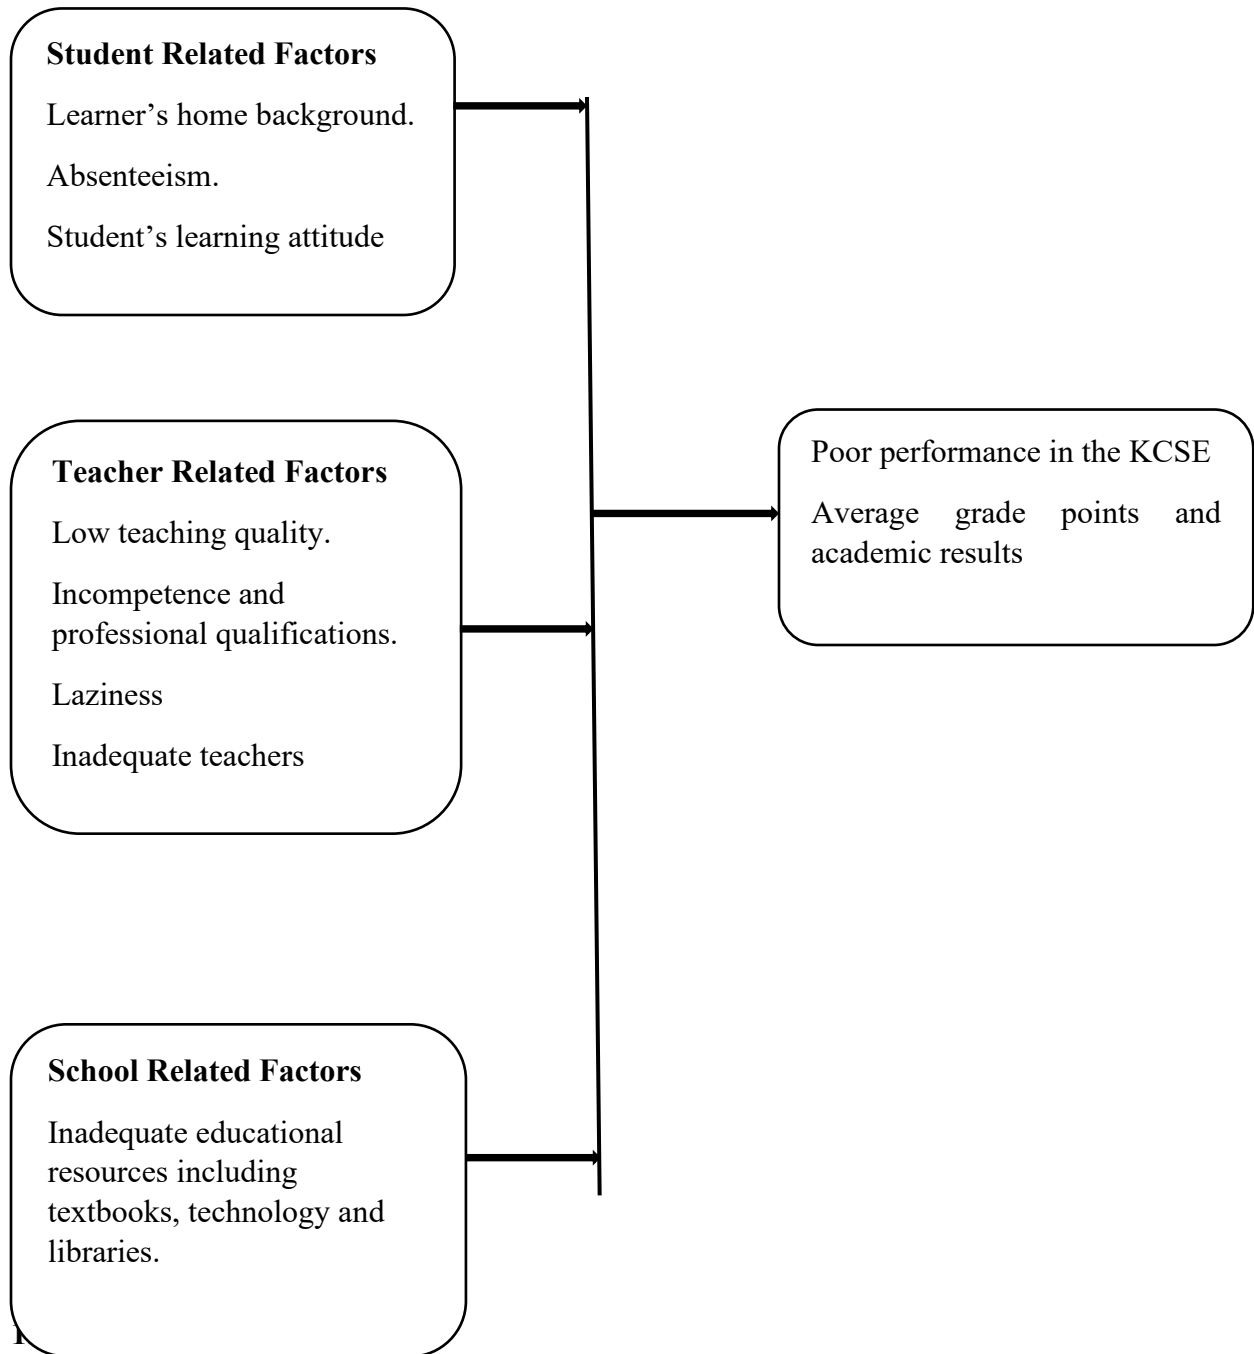 Student Related Factors
Learner’s home background.
Absenteeism.
Student’s learning attitude
Teacher Related Factors
Low teaching quality.
Incompetence and
professional qualifications.
Laziness
Inadequate teachers
Poor performance in the KCSE
Average grade points and
academic results
School Related Factors
Inadequate educational
resources including
textbooks, technology and
libraries.